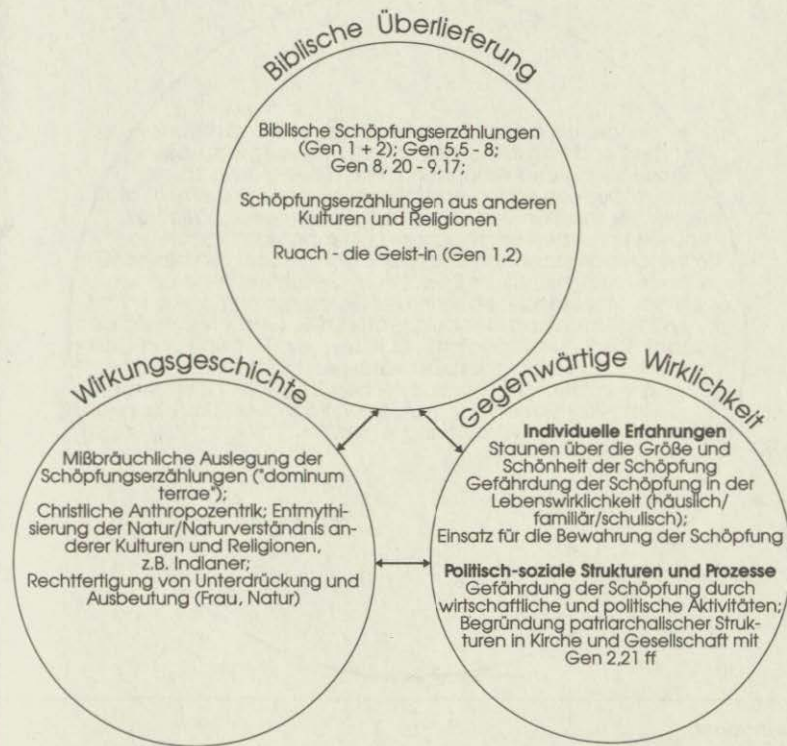 Biblische Überlieferung
Biblische Schöpfungserzählungen
(Gen 1 + 2); Gen 5,5 - 8;
Gen 8, 20 - 9,17;
Schöpfungserzählungen aus anderen
Kulturen und Religionen
Ruach - die Geist-in (Gen 1,2)
Wirkungsgeschichte
Mißbräuchliche Auslegung der
Schöpfungserzählungen ("dominum
terrae");
Christliche Anthropozentrik; Entmythi-
sierung der Natur/Naturverständnis an-
derer Kulturen und Religionen,
z.B. Indianer;
Rechtfertigung von Unterdrückung und
Ausbeutung (Frau, Natur)
Gegenwärtige Wirklichkeit
Individuelle Erfahrungen
Staunen über die Größe und
Schönheit der Schöpfung
Gefährdung der Schöpfung in der
Lebenswirklichkeit (häuslich/
familiär/schulisch);
Einsatz für die Bewahrung der Schöpfung
Politisch-soziale Strukturen und Prozesse
Gefährdung der Schöpfung durch
wirtschaftliche und politische Aktivitäten;
Begründung patriarchalischer Struk-
turen in Kirche und Gesellschaft mit
Gen 2,21 ff